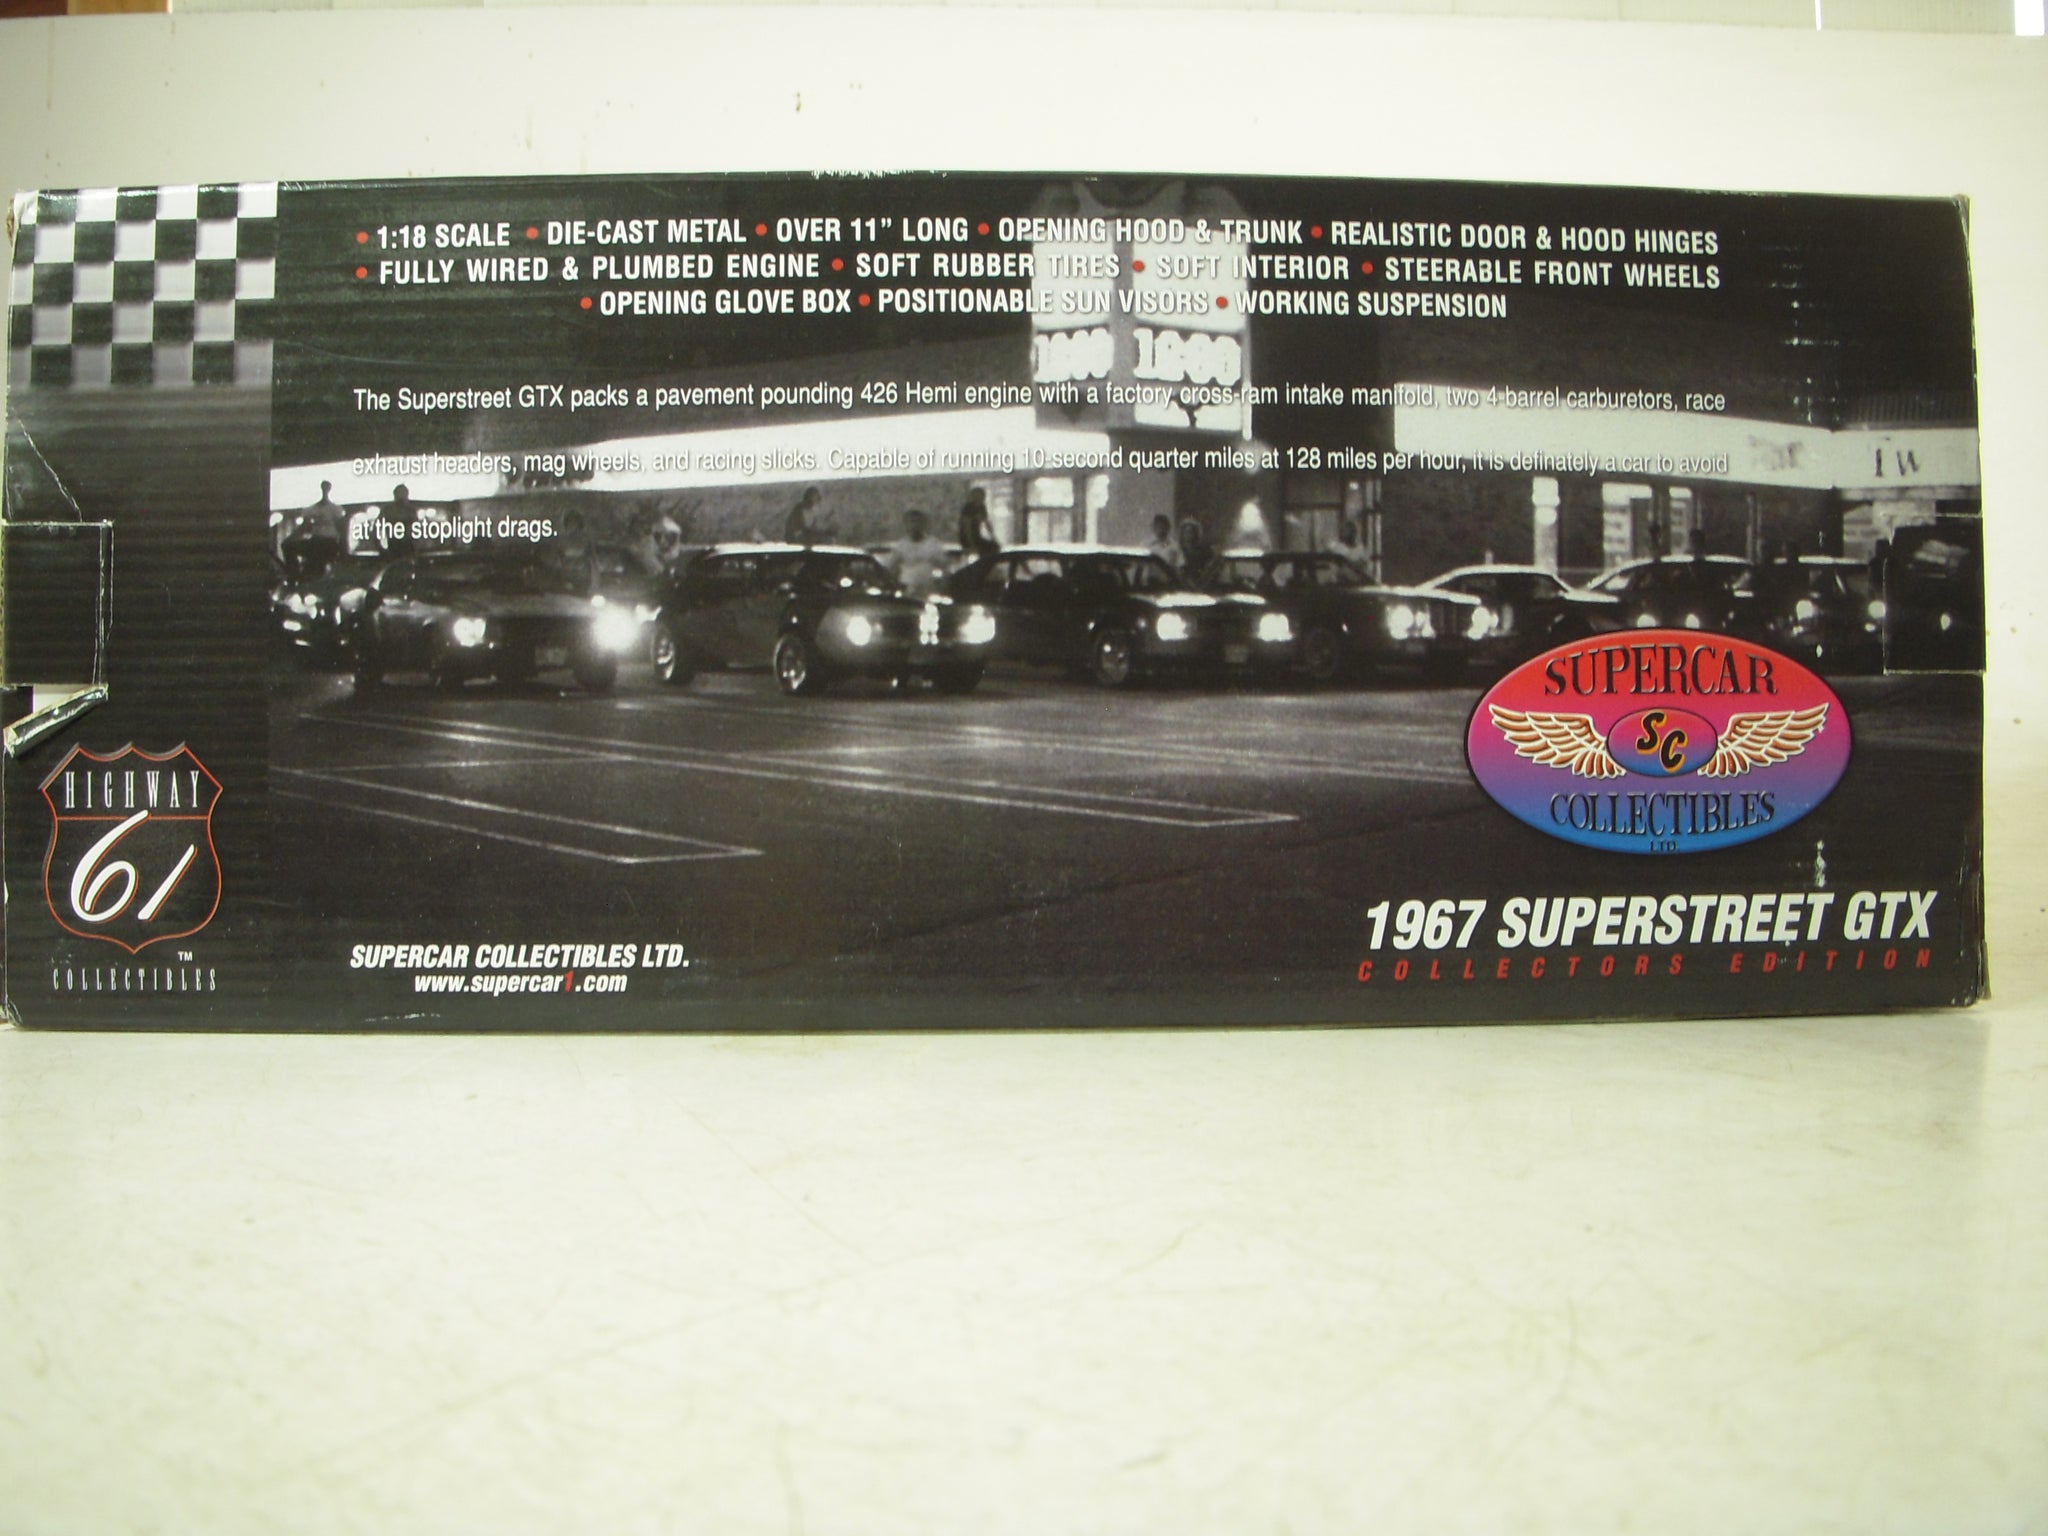 • 1:18 SCALE • DIE-CAST METAL • OVER 11” LONG • OPENING HOOD & TRUNK • REALISTIC DOOR & HOOD HINGES
• FULLY WIRED & PLUMBED ENGINE • SOFT RUBBER TIRES • SOFT INTERIOR • STEERABLE FRONT WHEELS
• OPENING GLOVE BOX • POSITIONABLE SUN VISORS • WORKING SUSPENSION
The Superstreet GTX packs a pavement pounding 426 Hemi engine with a factory cross-ram intake manifold, two 4-barrel carburetors, race
exhaust headers, mag wheels, and racing slicks. Capable of running 10-second quarter miles at 128 miles per hour, it is definately a car to avoid
at the stoplight drags.
SUPERCAR
SC
COLLECTIBLES
LTD.
HIGHWAY
61
™
COLLECTIBLES
SUPERCAR COLLECTIBLES LTD.
www.supercar1.com
1967 SUPERSTREET GTX
COLLECTORS EDITION